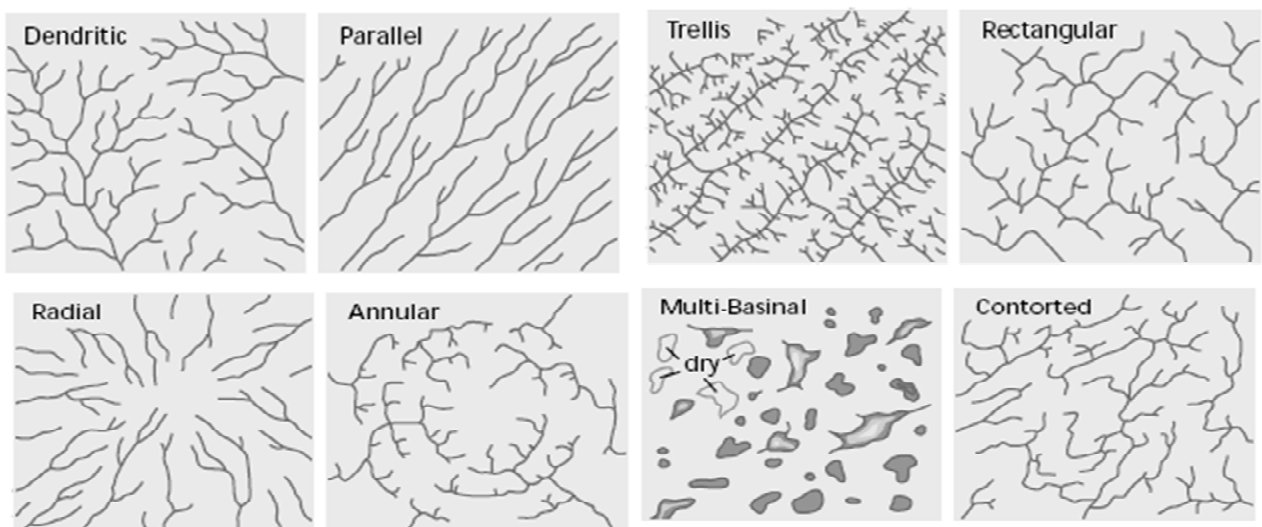 Dendritic
Parallel
Trellis
Rectangular
Radial
Annular
Multi-Basinal
dry
Contorted